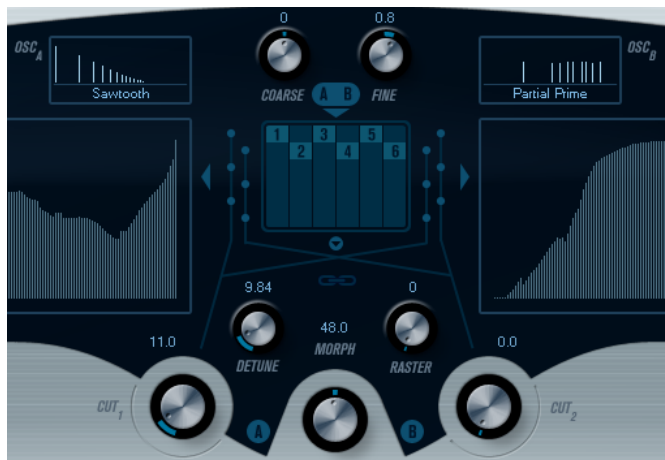 0 0.8
OSC A
Sawtooth
COARSE A B FINE
OSC B
Partial Prime
1 3 5
2 4 6
9.84 0
48.0
DETUNE MORPH RASTER
11.0 0.0
CUT 1
A B
CUT 2